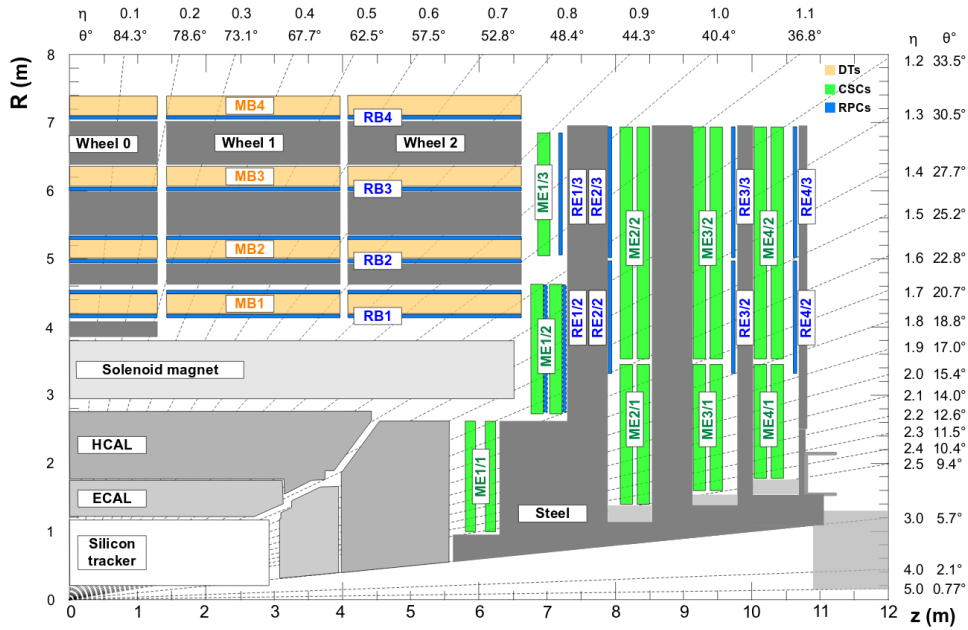 η 0.1 0.2 0.3 0.4 0.5 0.6 0.7 0.8 0.9 1.0 1.1
θ° 84.3° 78.6° 73.1° 67.7° 62.5° 57.5° 52.8° 48.4° 44.3° 40.4° 36.8° η θ°
R (m)
8
7
6
5
4
3
2
1
0
1.2 33.5°
1.3 30.5°
1.4 27.7°
1.5 25.2°
1.6 22.8°
1.7 20.7°
1.8 18.8°
1.9 17.0°
2.0 15.4°
2.1 14.0°
2.2 12.6°
2.3 11.5°
2.4 10.4°
2.5 9.4°
3.0 5.7°
4.0 2.1°
5.0 0.77°
DTs
CSCs
RPCs
MB4
RB4
Wheel 0
Wheel 1
Wheel 2
MB3
RB3
MB2
RB2
MB1
RB1
Solenoid magnet
HCAL
ECAL
Silicon
tracker
Steel
ME1/3
RE1/3
RE2/3
ME2/2
ME3/2
RE3/3
ME4/2
RE4/3
ME1/2
RE1/2
RE2/2
RE3/2
RE4/2
ME1/1
ME2/1
ME3/1
ME4/1
0 1 2 3 4 5 6 7 8 9 10 11 12
z (m)